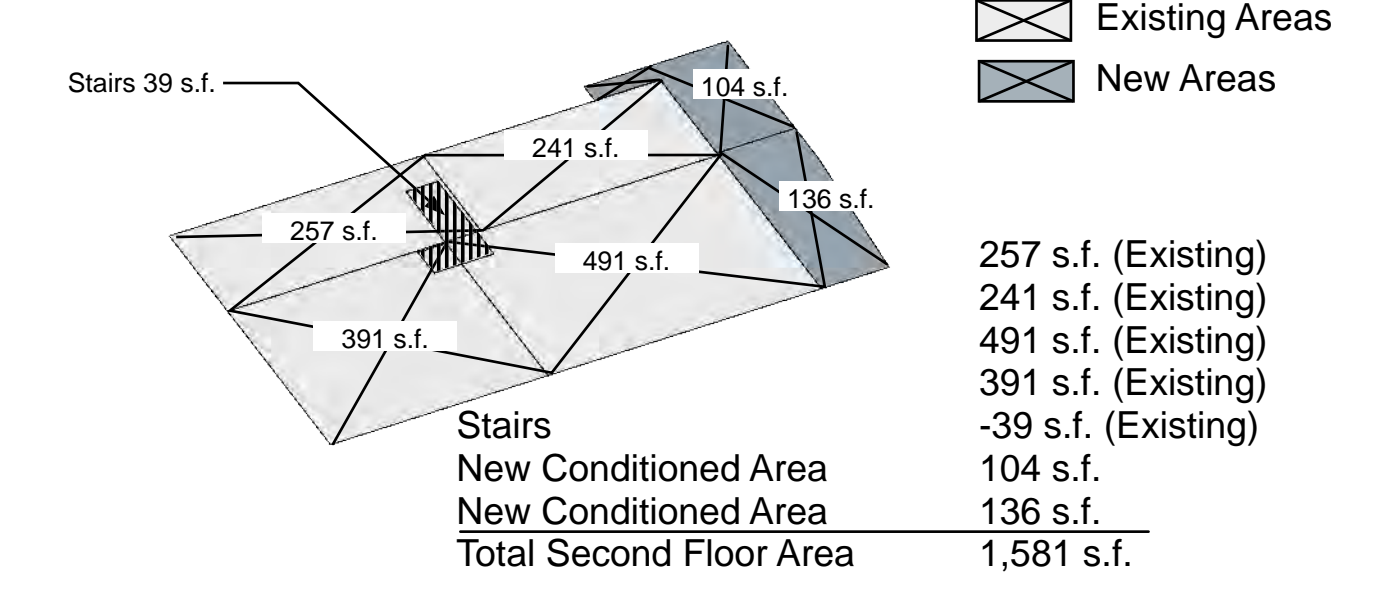 Existing Areas
New Areas
Stairs 39 s.f.
104 s.f.
241 s.f.
136 s.f.
257 s.f.
491 s.f.
391 s.f.
257 s.f. (Existing)
241 s.f. (Existing)
491 s.f. (Existing)
391 s.f. (Existing)
Stairs -39 s.f. (Existing)
New Conditioned Area 104 s.f.
New Conditioned Area 136 s.f.
Total Second Floor Area 1,581 s.f.